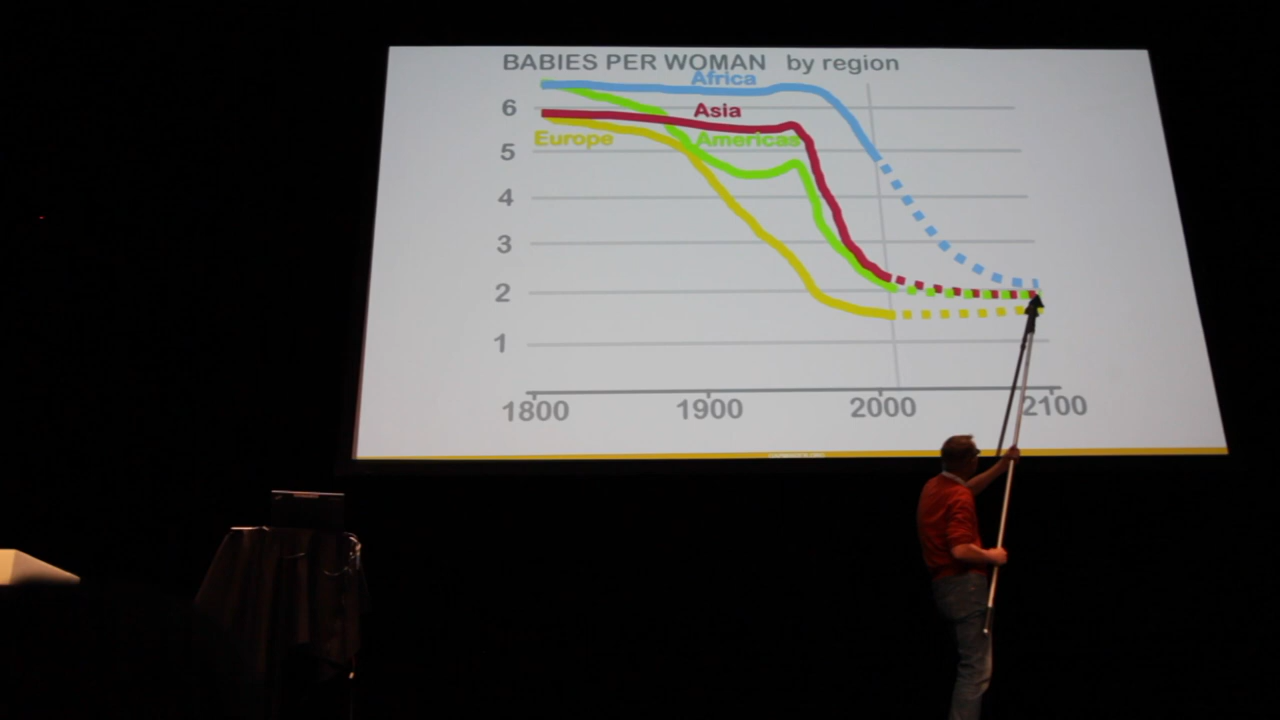 BABIES PER WOMAN by region
Africa
6
Asia
Europe
Americas
5
4
3
2
1
1800 1900 2000 2100